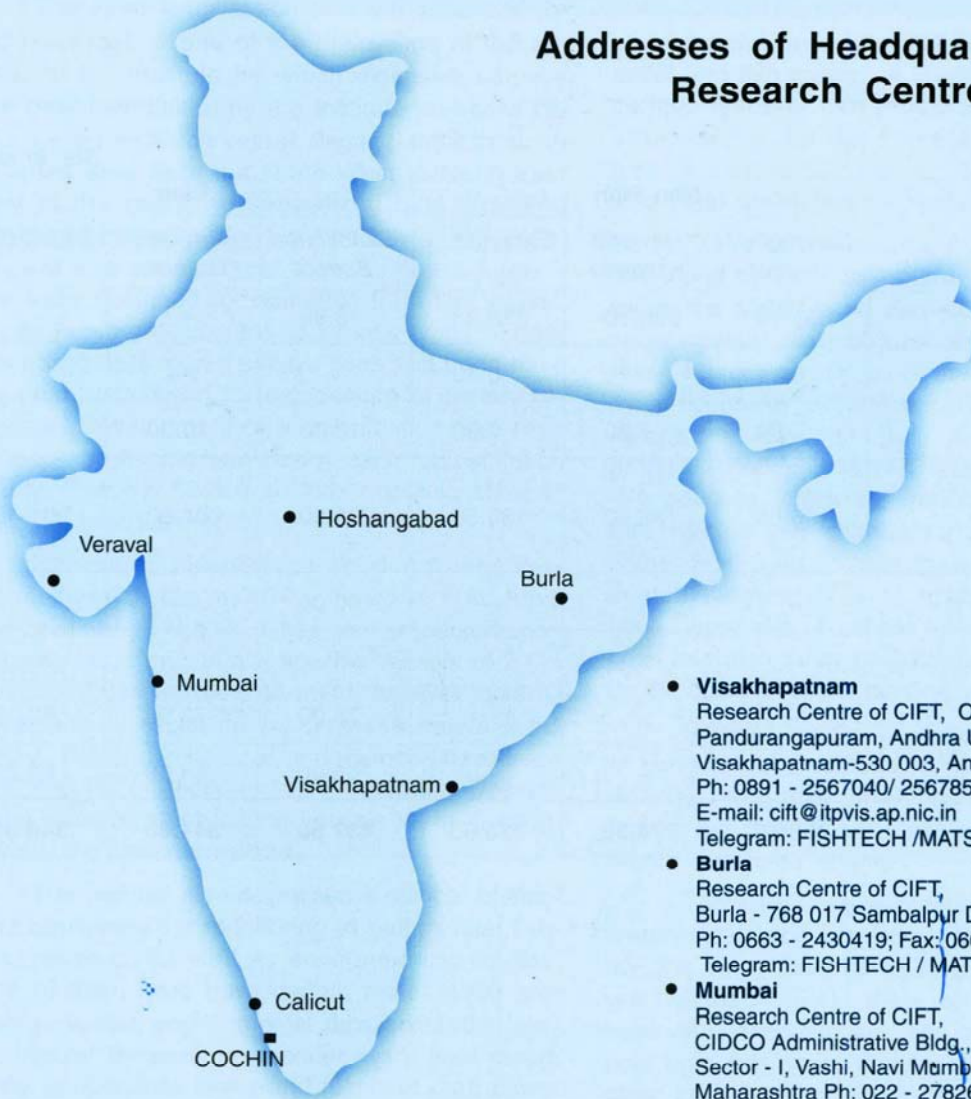 Addresses of Headqua
Research Centr
Hoshangabad
Veraval
Burla
Mumbai
Visakhapatnam
Calicut
COCHIN
Visakhapatnam
Research Centre of CIFT,
Pandurangapuram, Andhra
Visakhapatnam-530 003, An
Ph: 0891 - 2567040/ 256785
E-mail: cift@itpvis.ap.nic.in
Telegram: FISHTECH /MATS
Burla
Research Centre of CIFT,
Burla - 768 017 Sambalpur D
Ph: 0663 - 2430419; Fax: 06
Telegram: FISHTECH / MAT
Mumbai
Research Centre of CIFT,
CIDCO Administrative Bldg.,
Sector - I, Vashi, Navi Mumb
Maharashtra Ph: 022 - 2782